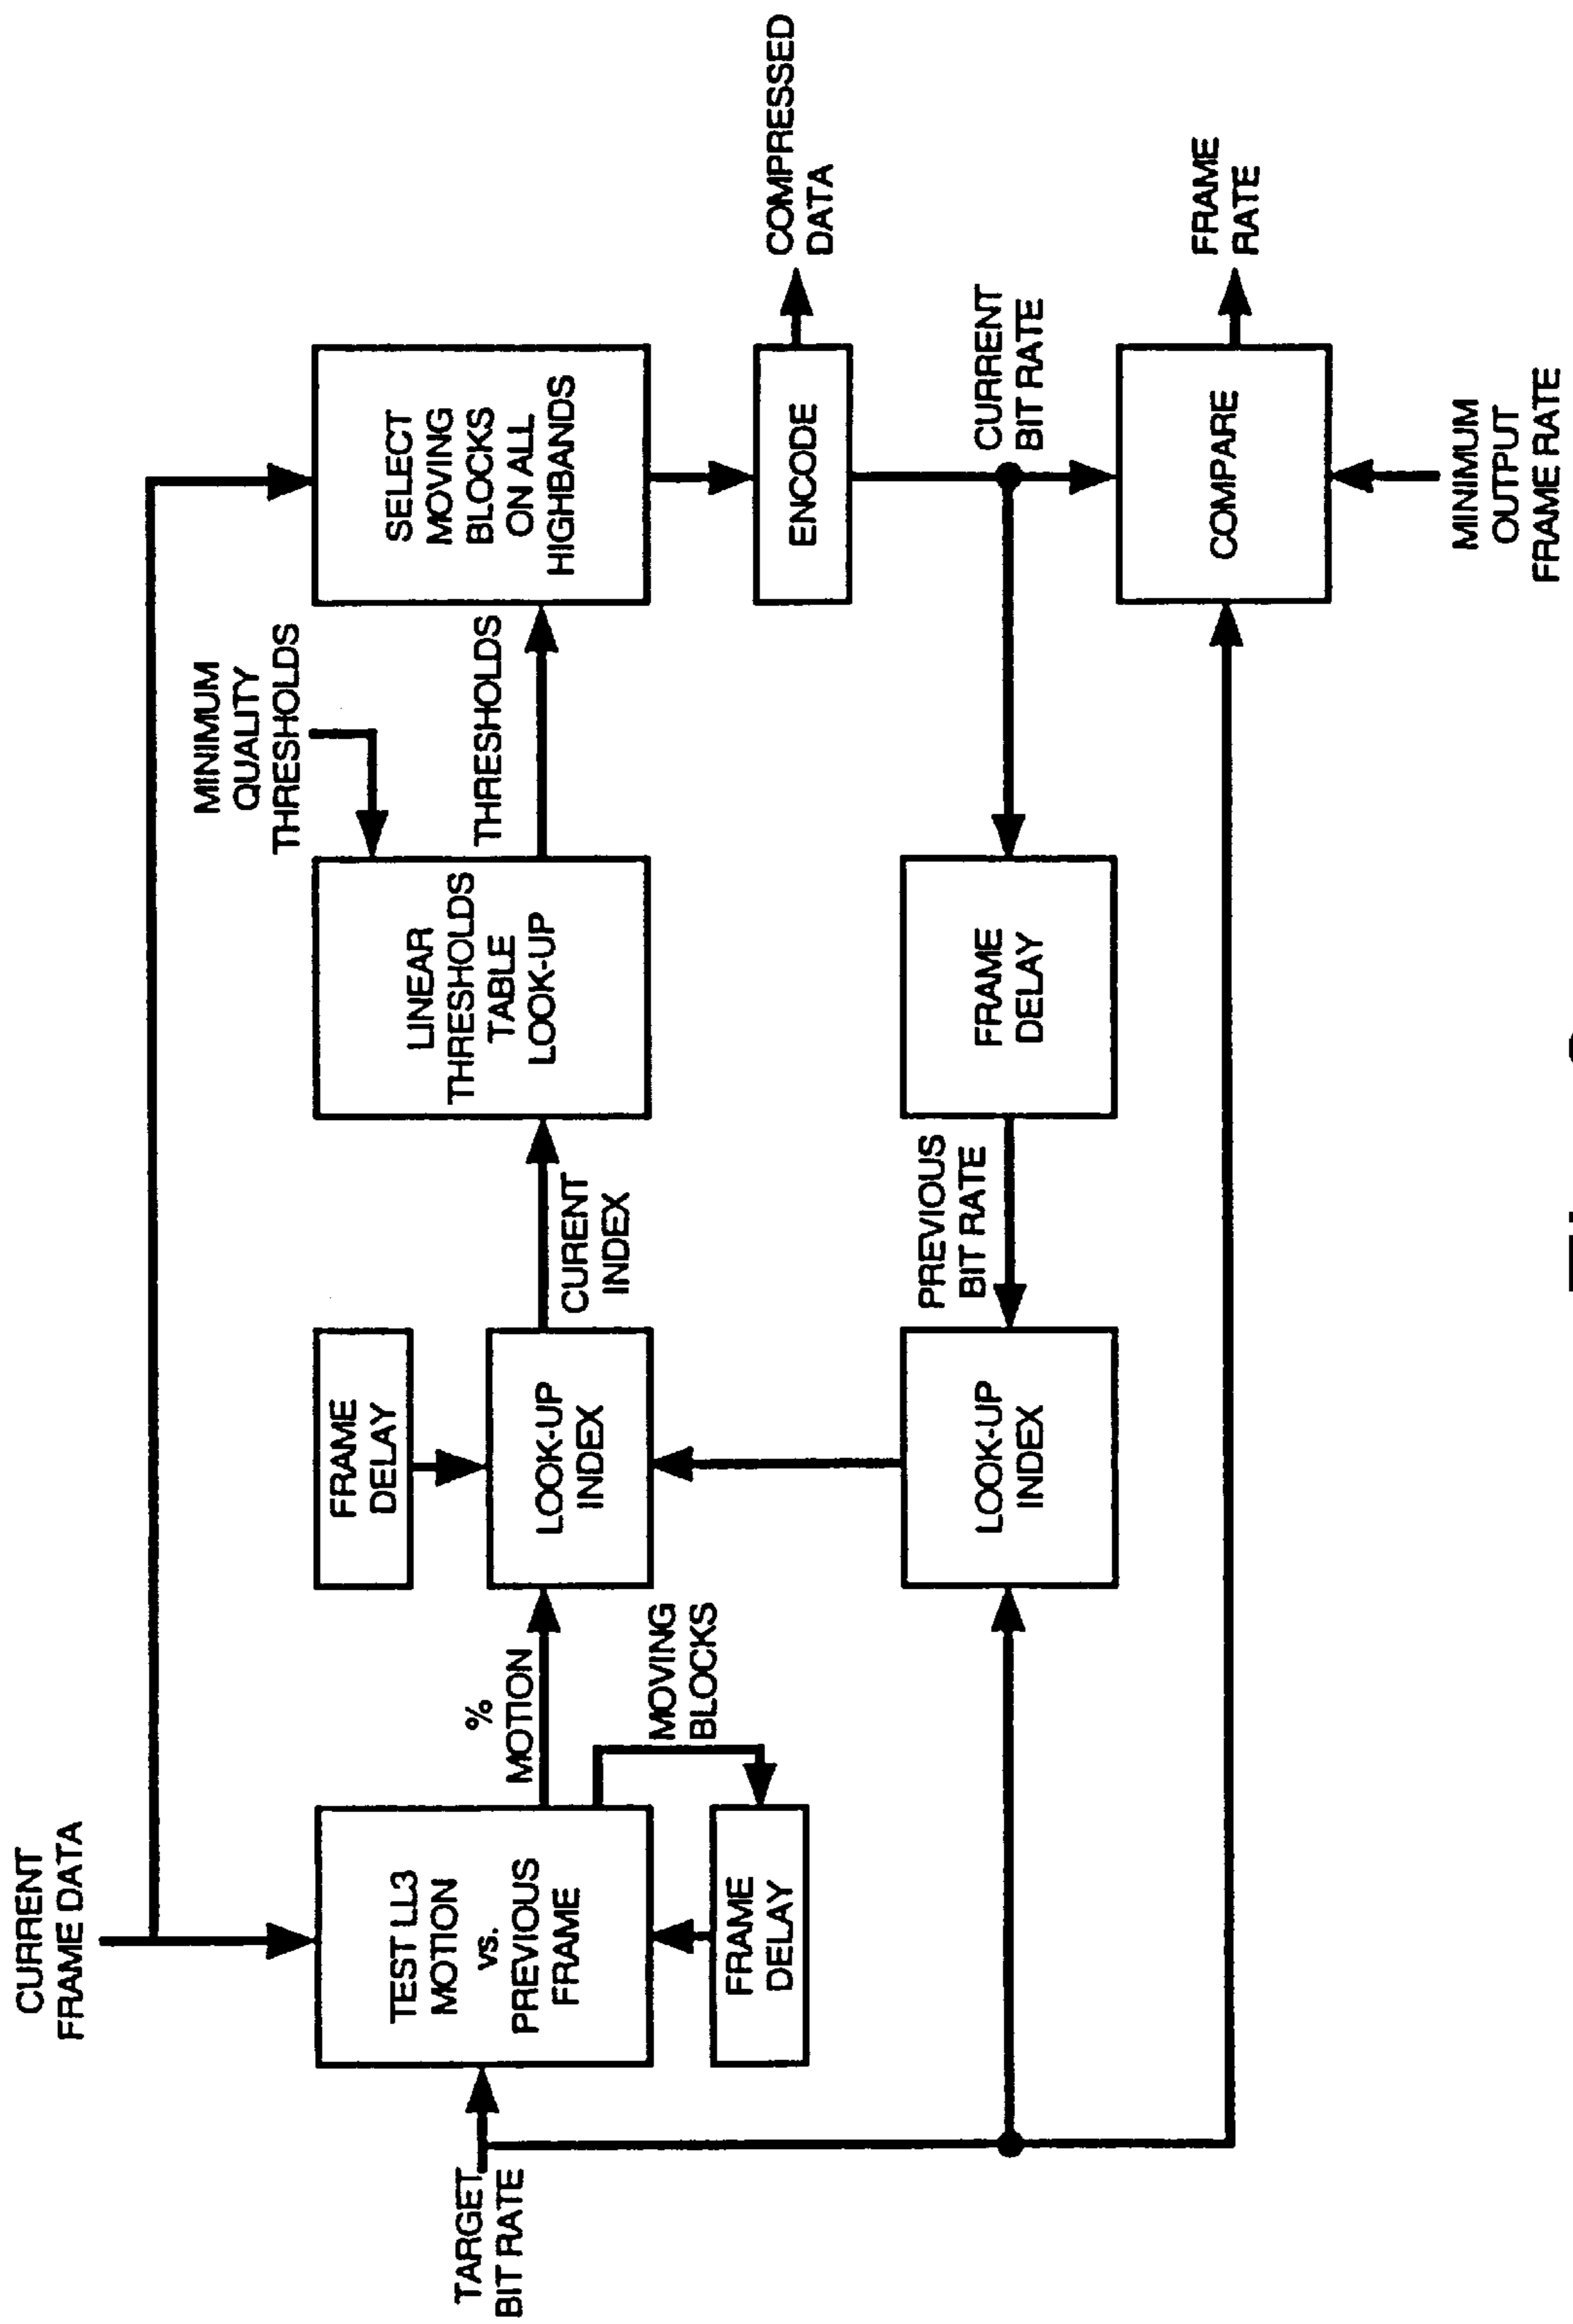 CURRENT
FRAME DATA
TARGET
BIT RATE
TEST LL3
MOTION
vs.
PREVIOUS
FRAME
FRAME
DELAY
%
MOTION
MOVING
BLOCKS
FRAME
DELAY
LOOK-UP
INDEX
CURENT
INDEX
LINEAR
THRESHOLDS
TABLE
LOOK-UP
MINIMUM
QUALITY
THRESHOLDS
THRESHOLDS
SELECT
MOVING
BLOCKS
ON ALL
HIGHBANDS
ENCODE
COMPRESSED
DATA
CURRENT
BIT RATE
FRAME
DELAY
PREVIOUS
BIT RATE
LOOK-UP
INDEX
COMPARE
FRAME
RATE
MINIMUM
OUTPUT
FRAME RATE